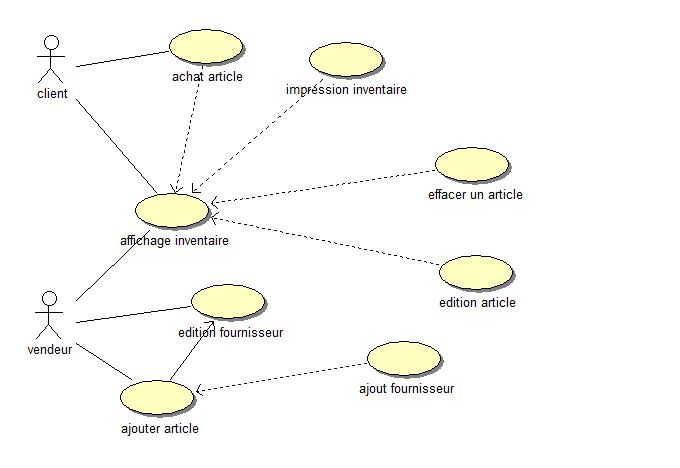 client
achat article
impression inventaire
effacer un article
affichage inventaire
edition article
edition fournisseur
vendeur
ajout fournisseur
ajouter article